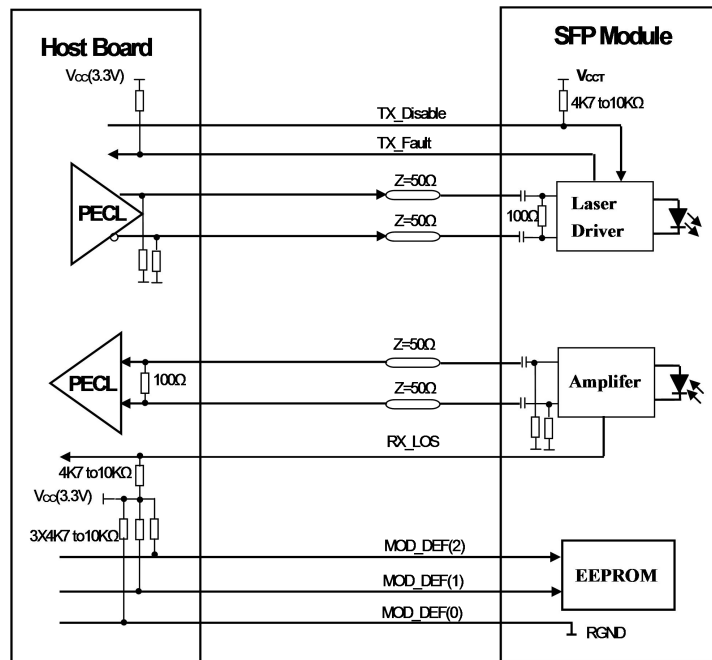 Host Board
SFP Module
VCC(3.3V)
VCCT
4K7 to10KΩ
TX_Disable
TX_Fault
PECL
Z=50Ω
Z=50Ω
100Ω
Laser
Driver
PECL
100Ω
Z=50Ω
Z=50Ω
Amplifer
RX_LOS
4K7 to10KΩ
VCC(3.3V)
3X4K7 to10KΩ
MOD_DEF(2)
MOD_DEF(1)
EEPROM
MOD_DEF(0)
RGND